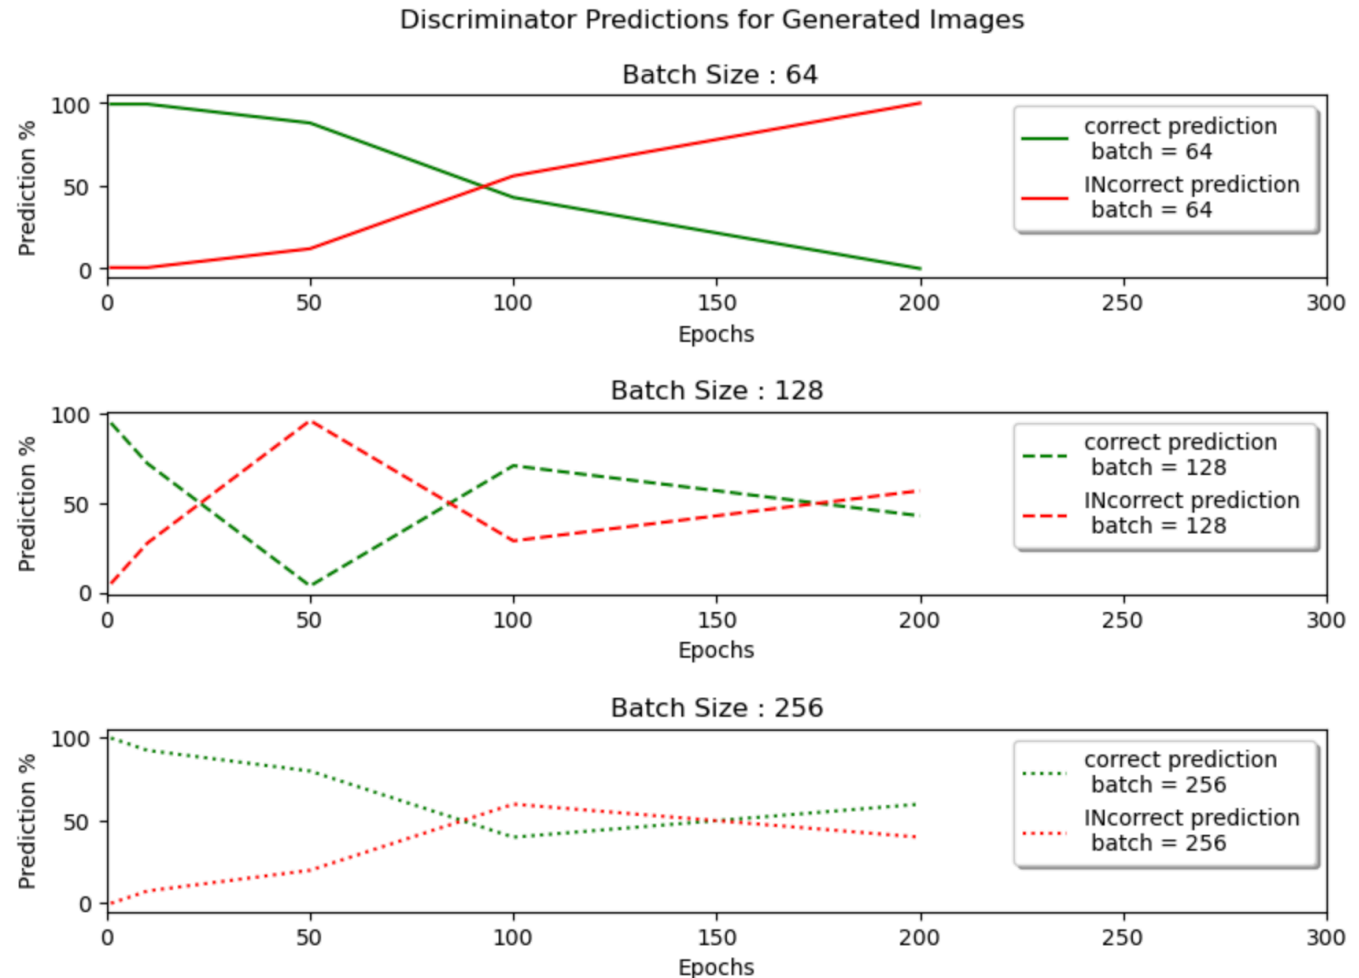 Discriminator Predictions for Generated Images
Batch Size : 64
Prediction %
100
50
0
correct prediction
batch = 64
INcorrect prediction
batch = 64
0 50 100 150 200 250 300
Epochs
Batch Size : 128
Prediction %
100
50
0
correct prediction
batch = 128
INcorrect prediction
batch = 128
0 50 100 150 200 250 300
Epochs
Batch Size : 256
Prediction %
100
50
0
correct prediction
batch = 256
INcorrect prediction
batch = 256
0 50 100 150 200 250 300
Epochs